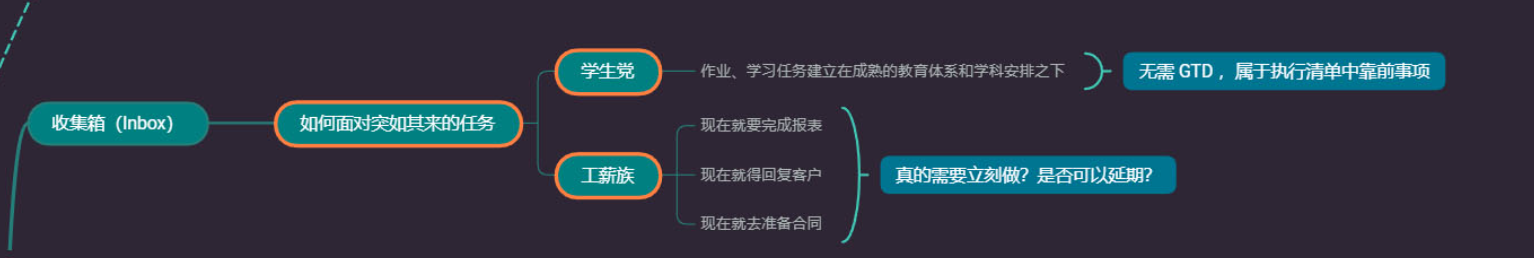 收集箱（Inbox）
如何面对突如其来的任务
学生党
作业、学习任务建立在成熟的教育体系和学科安排之下
无需 GTD ，属于执行清单中靠前事项
工薪族
现在就要完成报表
现在就得回复客户
现在就去准备合同
真的需要立刻做？是否可以延期？